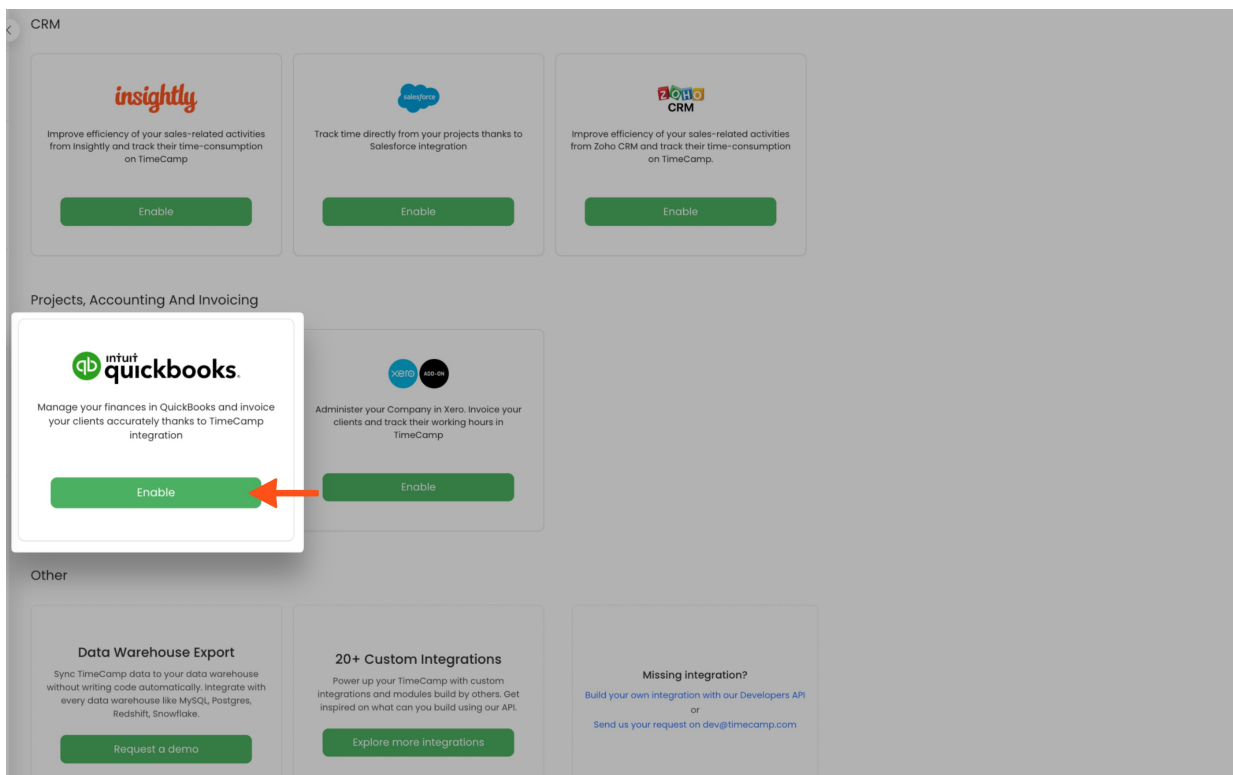 CRM
insightly
Improve efficiency of your sales-related activities
from Insightly and track their time-consumption
on TimeCamp
Enable
salesforce
Track time directly from your projects thanks to
Salesforce integration
Enable
ZOHO
CRM
Improve efficiency of your sales-related activities
from Zoho CRM and track their time-consumption
on TimeCamp.
Enable
Projects, Accounting And Invoicing
qb
intuit
quickbooks.
Manage your finances in QuickBooks and invoice
your clients accurately thanks to TimeCamp
integration
Enable
xero ADD-ON
Administer your Company in Xero. Invoice your
clients and track their working hours in
TimeCamp
Enable
Other
Data Warehouse Export
Sync TimeCamp data to your data warehouse
without writing code automatically. Integrate with
every data warehouse like MySQL, Postgres,
Redshift, Snowflake.
Request a demo
20+ Custom Integrations
Power up your TimeCamp with custom
integrations and modules build by others. Get
inspired on what can you build using our API.
Explore more integrations
Missing integration?
Build your own integration with our Developers API
or
Send us your request on dev@timecamp.com